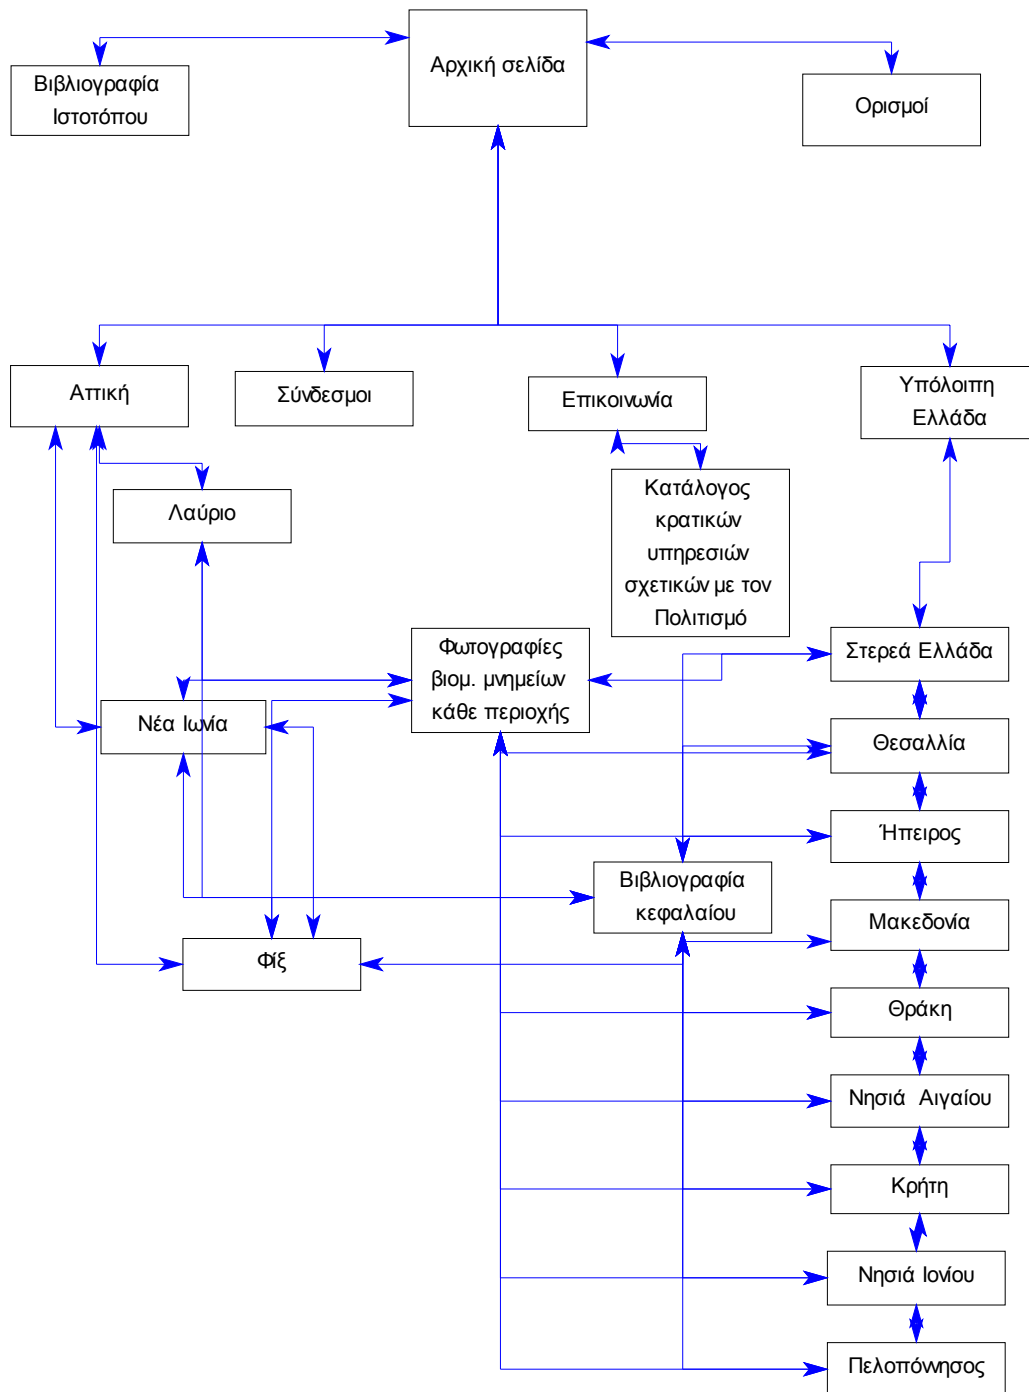 Αρχική σελίδα
Βιβλιογραφία
Ιστοτόπου
Ορισμοί
Αττική
Σύνδεσμοι
Επικοινωνία
Υπόλοιπη
Ελλάδα
Λαύριο
Κατάλογος
κρατικών
υπηρεσιών
σχετικών με τον
Πολιτισμό
Φωτογραφίες
βιομ. μνημείων
κάθε περιοχής
Στερεά Ελλάδα
Νέα Ιωνία
Θεσαλλία
Ήπειρος
Βιβλιογραφία
κεφαλαίου
Μακεδονία
Φίξ
Θράκη
Νησιά Αιγαίου
Κρήτη
Νησιά Ιονίου
Πελοπόννησος